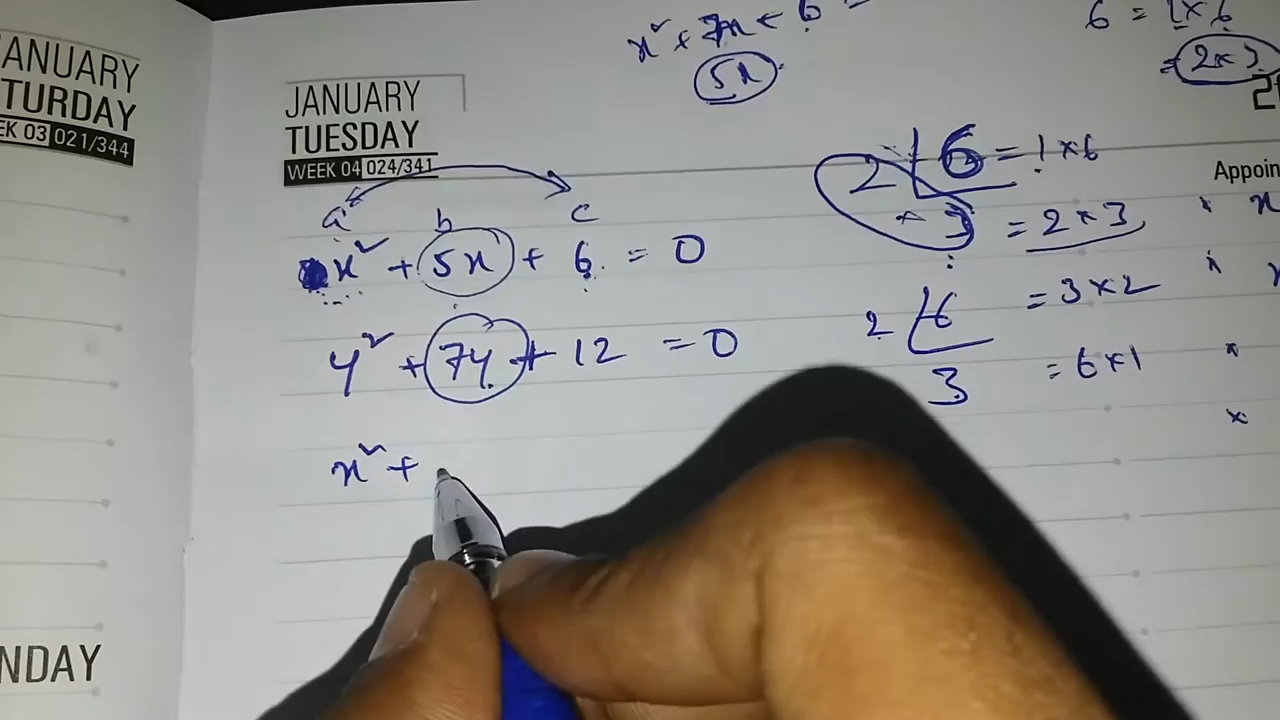 x² + 7x + 6 =
5x
6 = 1 × 6
= 2 × 3
JANUARY
TURDAY
EK 03 021/344
JANUARY
TUESDAY
WEEK 04 024/341
2 6 = 1 × 6
Appoin
a b c
3 = 2 × 3
x² + 5x + 6 = 0
2 6 = 3 × 2
y² + 7y + 12 = 0
3 = 6 × 1
x² +
NDAY